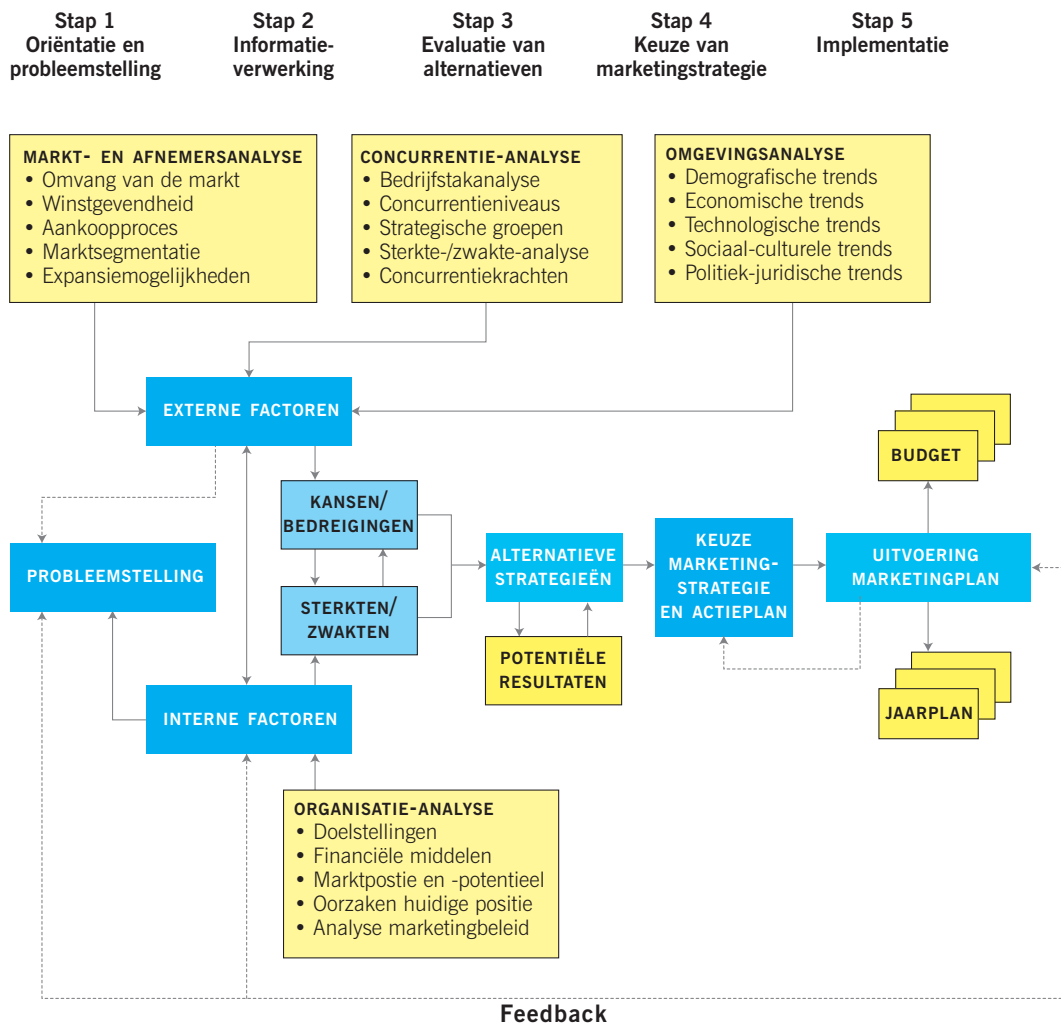 Stap 1
Oriëntatie en
probleemstelling
Stap 2
Informatie-
verwerking
Stap 3
Evaluatie van
alternatieven
Stap 4
Keuze van
marketingstrategie
Stap 5
Implementatie
MARKT- EN AFNEMERSANALYSE
• Omvang van de markt
• Winstgevendheid
• Aankoopproces
• Marktsegmentatie
• Expansiemogelijkheden
CONCURRENTIE-ANALYSE
• Bedrijfstakanalyse
• Concurrentieniveaus
• Strategische groepen
• Sterkte-/zwakte-analyse
• Concurrentiekrachten
OMGEVINGSANALYSE
• Demografische trends
• Economische trends
• Technologische trends
• Sociaal-culturele trends
• Politiek-juridische trends
EXTERNE FACTOREN
BUDGET
KANSEN/
BEDREIGINGEN
PROBLEEMSTELLING
ALTERNATIEVE
STRATEGIEËN
KEUZE
MARKETING-
STRATEGIE
EN ACTIEPLAN
UITVOERING
MARKETINGPLAN
STERKTEN/
ZWAKTEN
POTENTIËLE
RESULTATEN
INTERNE FACTOREN
JAARPLAN
ORGANISATIE-ANALYSE
• Doelstellingen
• Financiële middelen
• Marktpostie en -potentieel
• Oorzaken huidige positie
• Analyse marketingbeleid
Feedback